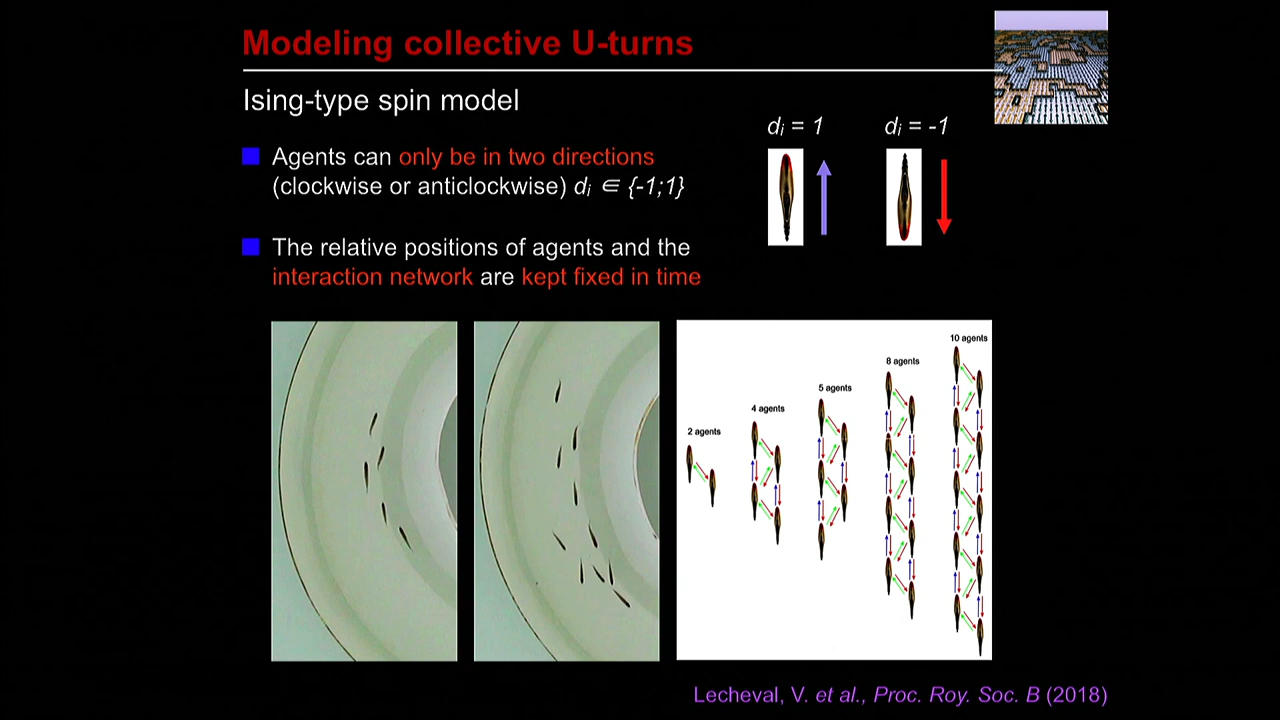 Modeling collective U-turns
Ising-type spin model
dᵢ = 1
dᵢ = -1
Agents can only be in two directions
(clockwise or anticlockwise) dᵢ ∈ {-1;1}
The relative positions of agents and the
interaction network are kept fixed in time
2 agents
4 agents
5 agents
8 agents
10 agents
Lecheval, V. et al., Proc. Roy. Soc. B (2018)